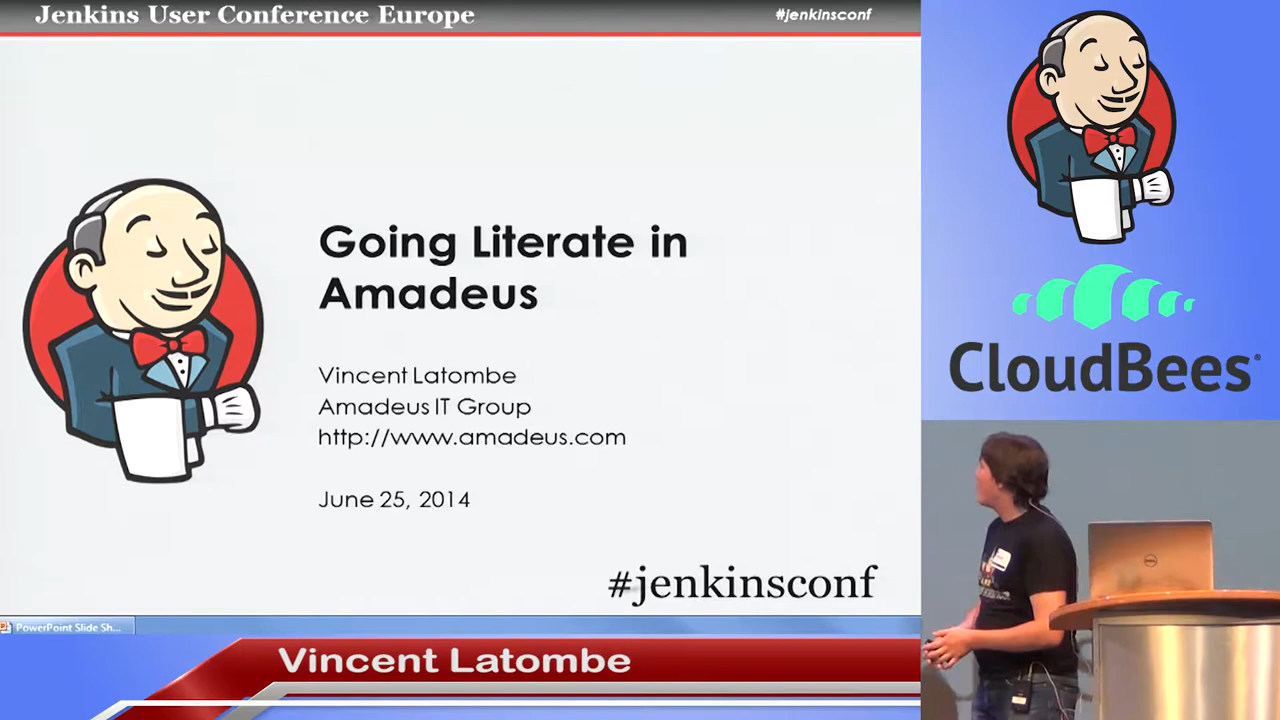 Jenkins User Conference Europe
#jenkinsconf
Going Literate in
Amadeus
Vincent Latombe
Amadeus IT Group
http://www.amadeus.com
June 25, 2014
#jenkinsconf
PowerPoint Slide Sh...
Vincent Latombe
CloudBees
DELL